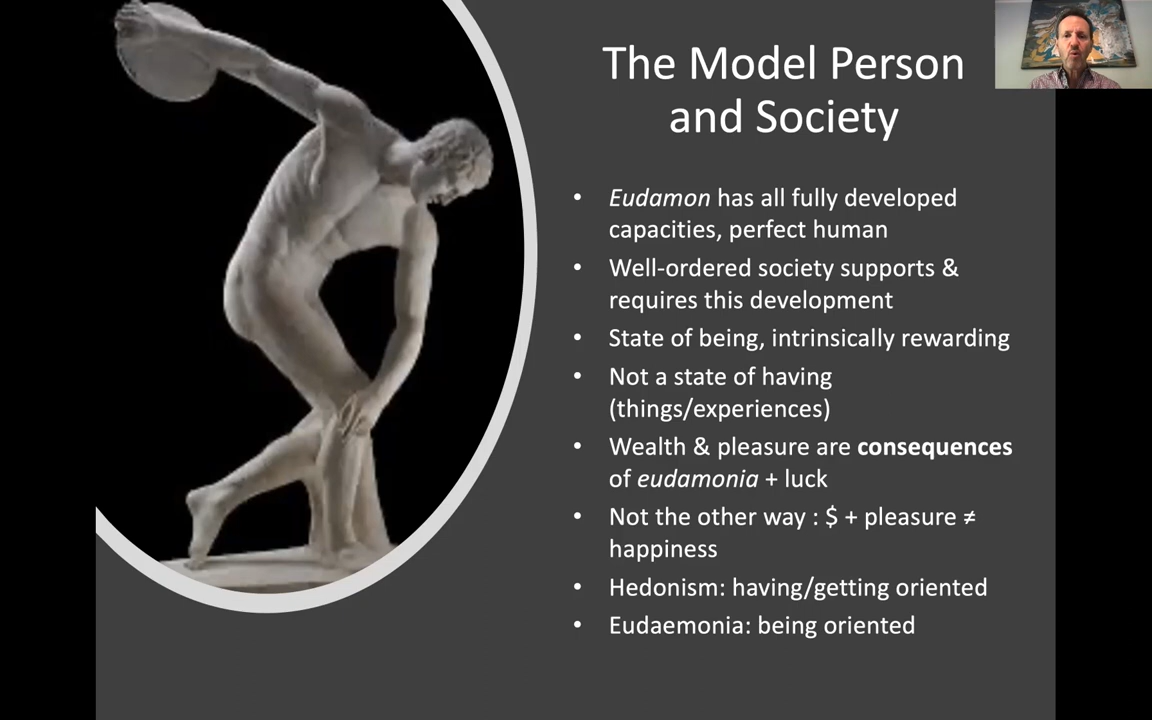 The Model Person
and Society
• Eudamon has all fully developed
capacities, perfect human
• Well-ordered society supports &
requires this development
• State of being, intrinsically rewarding
• Not a state of having
(things/experiences)
• Wealth & pleasure are consequences
of eudamonia + luck
• Not the other way : $ + pleasure ≠
happiness
• Hedonism: having/getting oriented
• Eudaemonia: being oriented